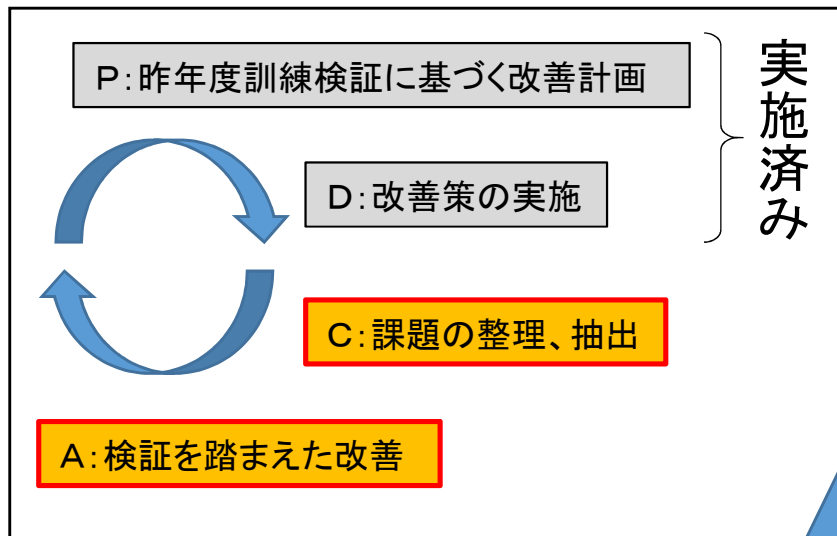 P:昨年度訓練検証に基づく改善計画
D:改善策の実施
C:課題の整理、抽出
A:検証を踏まえた改善
実施済み